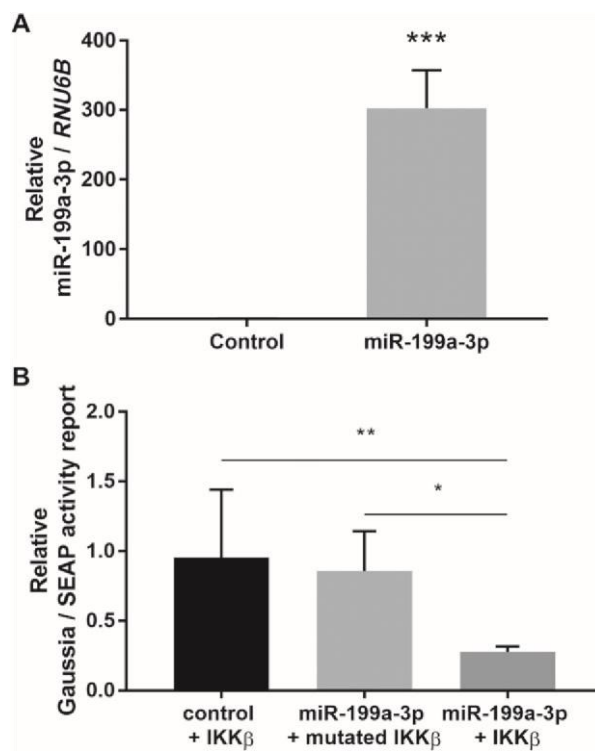 A
Relative
miR-199a-3p / RNU6B
400
300
200
100
0
***
Control
miR-199a-3p
B
Relative
Gaussia / SEAP activity report
2.0
1.5
1.0
0.5
0.0
**
*
control
+ IKKβ
miR-199a-3p
+ mutated IKKβ
miR-199a-3p
+ IKKβ